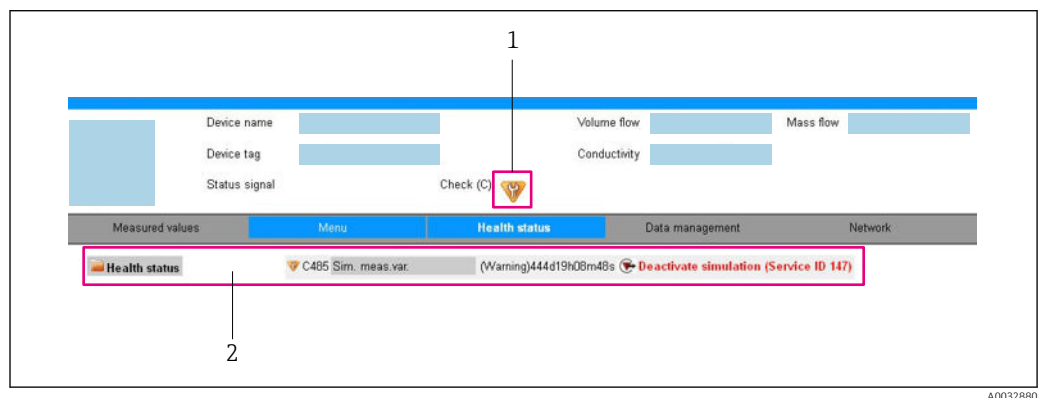 1
Device name
Volume flow
Mass flow
Device tag
Conductivity
Status signal
Check (C)
Measured values
Menu
Health status
Data management
Network
Health status
C485 Sim. meas.var.
(Warning)444d19h08m48s
Deactivate simulation (Service ID 147)
2
A0032880